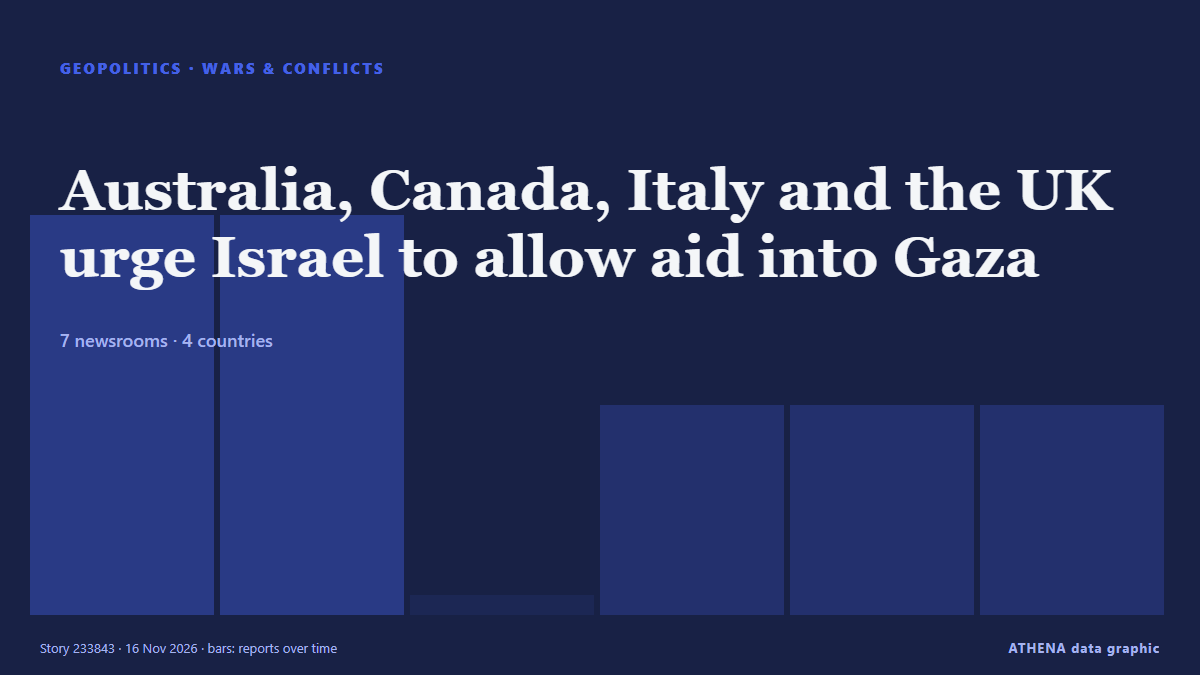 GEOPOLITICS · WARS & CONFLICTS
Australia, Canada, Italy and the UK
urge Israel to allow aid into Gaza
7 newsrooms · 4 countries
Story 233843 · 16 Nov 2026 · bars: reports over time
ATHENA data graphic